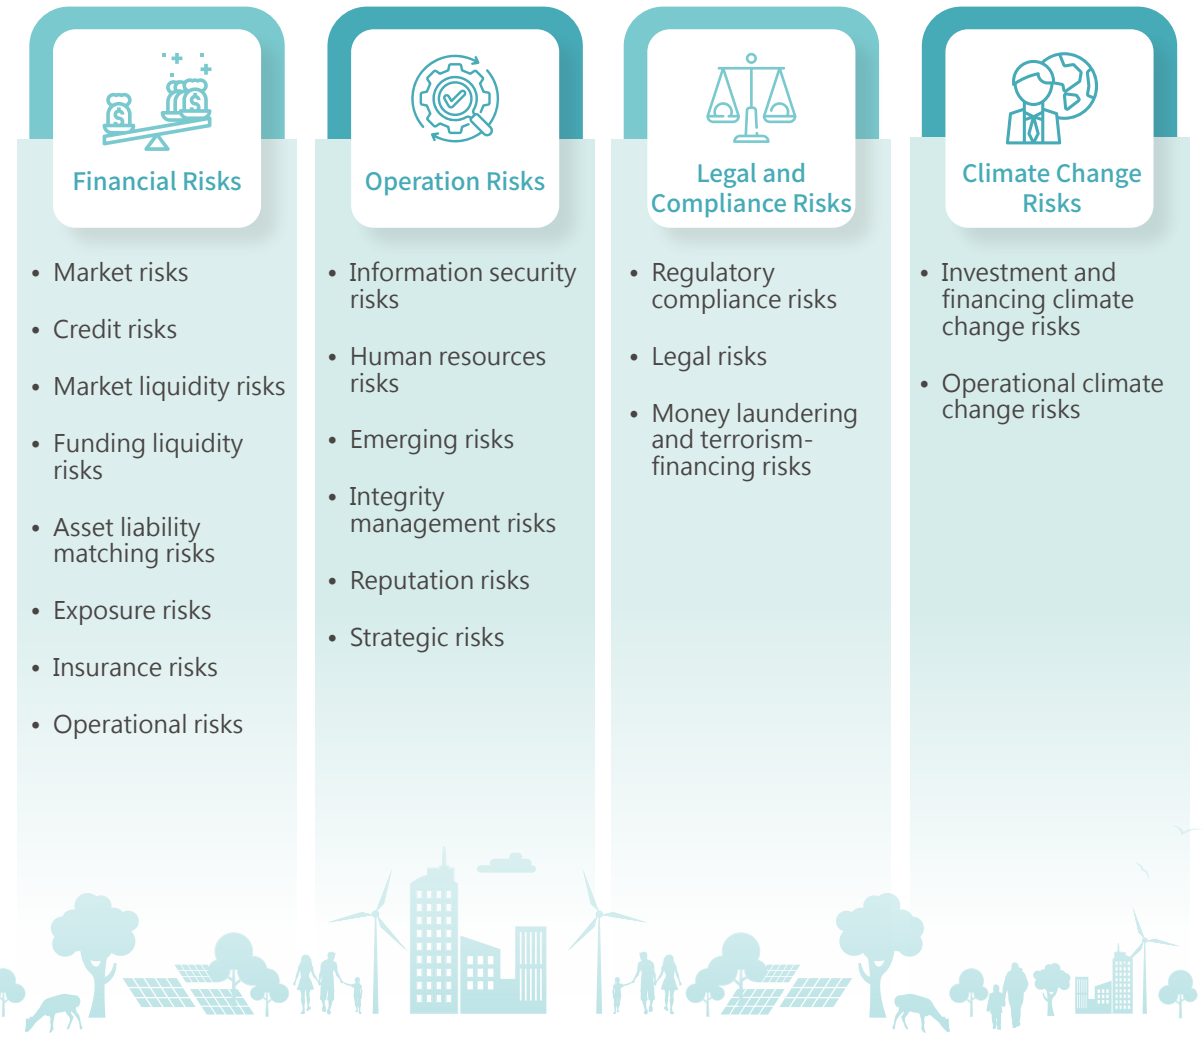 Financial Risks
• Market risks
• Credit risks
• Market liquidity risks
• Funding liquidity
risks
• Asset liability
matching risks
• Exposure risks
• Insurance risks
• Operational risks
Operation Risks
• Information security
risks
• Human resources
risks
• Emerging risks
• Integrity
management risks
• Reputation risks
• Strategic risks
Legal and
Compliance Risks
• Regulatory
compliance risks
• Legal risks
• Money laundering
and terrorism-
financing risks
Climate Change
Risks
• Investment and
financing climate
change risks
• Operational climate
change risks